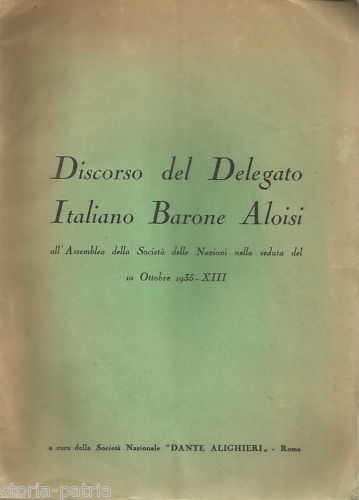 Discorso del Delegato
Italiano Barone Aloisi
all'Assemblea della Società delle Nazioni nella seduta del
10 Ottobre 1935-XIII
a cura della Società Nazionale "DANTE ALIGHIERI„ - Roma
storia-patria